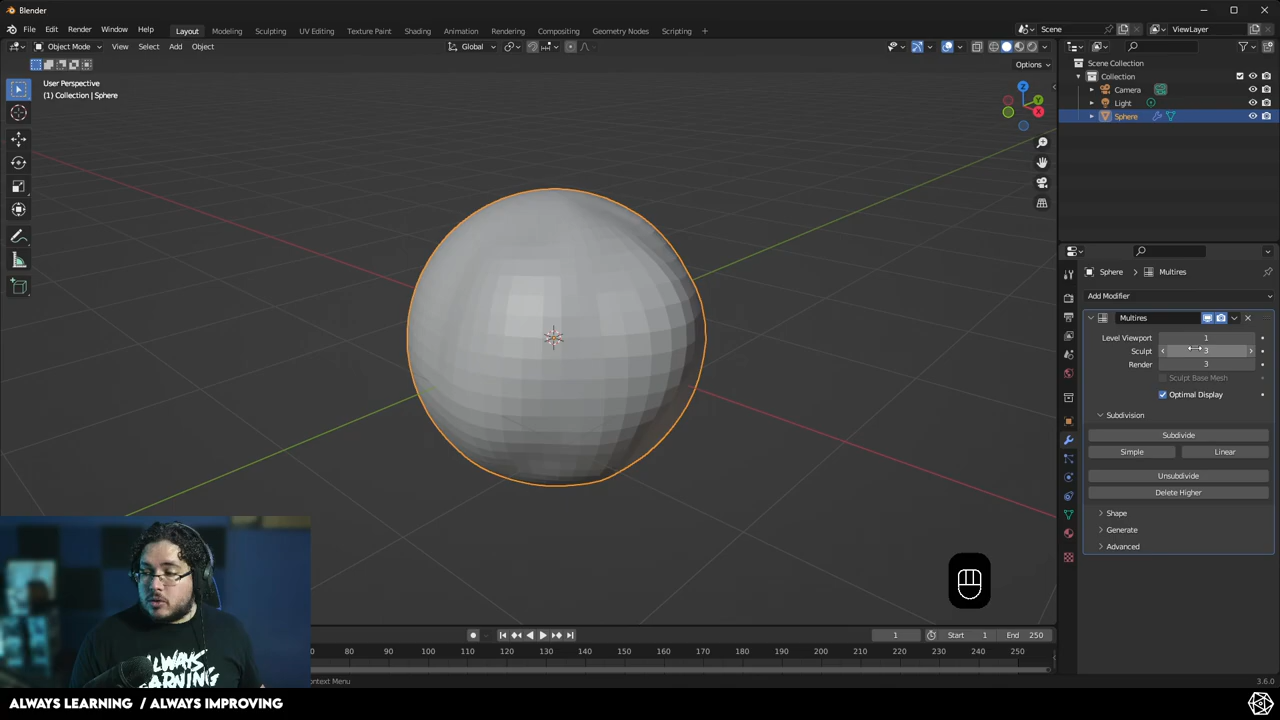 Blender
File Edit Render Window Help
Layout Modeling Sculpting UV Editing Texture Paint Shading Animation Rendering Compositing Geometry Nodes Scripting +
Scene
ViewLayer
Object Mode View Select Add Object
Global
Options
User Perspective
(1) Collection | Sphere
Z
Y
X
Scene Collection
Collection
Camera
Light
Sphere
Sphere > Multires
Add Modifier
Multires
Level Viewport 1
Sculpt 3
Render 3
Sculpt Base Mesh
Optimal Display
Subdivision
Subdivide
Simple Linear
Unsubdivide
Delete Higher
Shape
Generate
Advanced
1 Start 1 End 250
80 90 100 110 120 130 140 150 160 170 180 190 200 210 220 230 240 250
ontext Menu
3.6.0
ALWAYS
LEARNING
ALWAYS LEARNING / ALWAYS IMPROVING